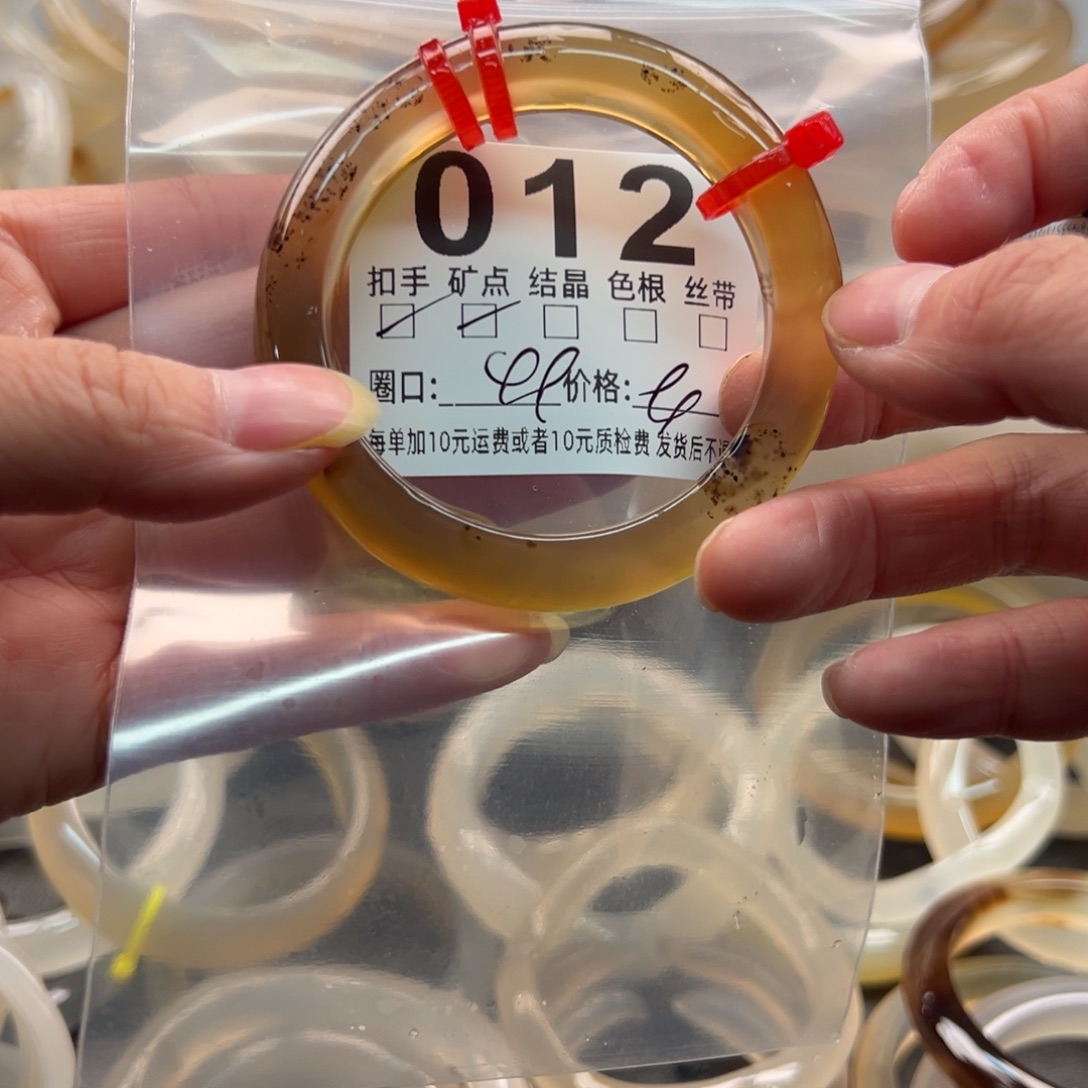 012
扣手 矿点 结晶 色根 丝带
圈口: 价格:
每单加10元运费或者10元质检费 发货后不退